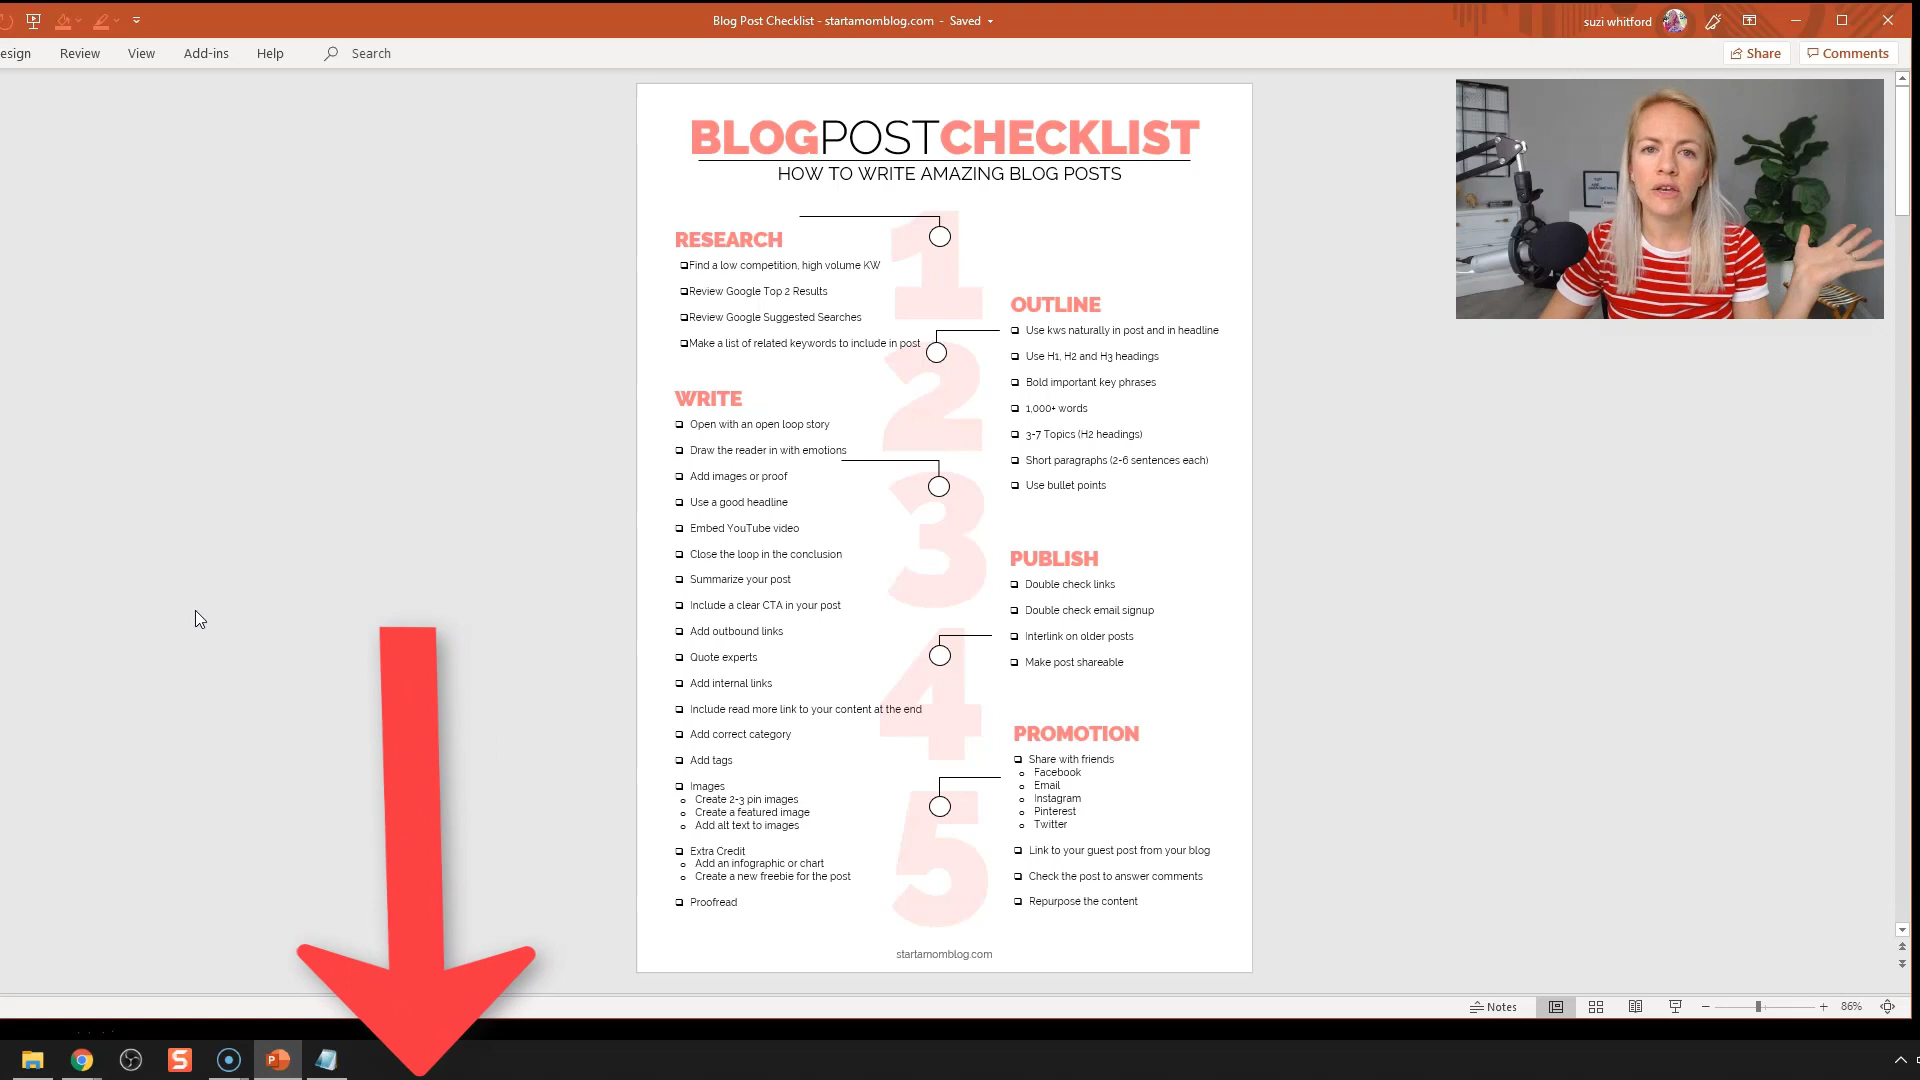 Blog Post Checklist - startamomblog.com - Saved
suzi whitford
esign
Review
View
Add-ins
Help
Search
Share
Comments
BLOGPOSTCHECKLIST
HOW TO WRITE AMAZING BLOG POSTS
1
RESEARCH
Find a low competition, high volume KW
Review Google Top 2 Results
Review Google Suggested Searches
Make a list of related keywords to include in post
2
OUTLINE
Use kws naturally in post and in headline
Use H1, H2 and H3 headings
Bold important key phrases
1,000+ words
3-7 Topics (H2 headings)
Short paragraphs (2-6 sentences each)
Use bullet points
3
WRITE
Open with an open loop story
Draw the reader in with emotions
Add images or proof
Use a good headline
Embed YouTube video
Close the loop in the conclusion
Summarize your post
Include a clear CTA in your post
Add outbound links
Quote experts
Add internal links
Include read more link to your content at the end
Add correct category
Add tags
Images
Create 2-3 pin images
Create a featured image
Add alt text to images
Extra Credit
Add an infographic or chart
Create a new freebie for the post
Proofread
4
PUBLISH
Double check links
Double check email signup
Interlink on older posts
Make post shareable
5
PROMOTION
Share with friends
Facebook
Email
Instagram
Pinterest
Twitter
Link to your guest post from your blog
Check the post to answer comments
Repurpose the content
startamomblog.com
Notes
86%